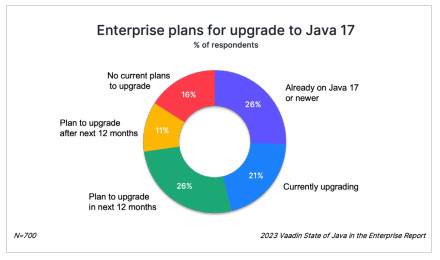 Enterprise plans for upgrade to Java 17
% of respondents
No current plans
to upgrade
16%
Already on Java 17
or newer
26%
Plan to upgrade
after next 12 months
11%
Currently upgrading
21%
Plan to upgrade
in next 12 months
26%
N=700
2023 Vaadin State of Java in the Enterprise Report